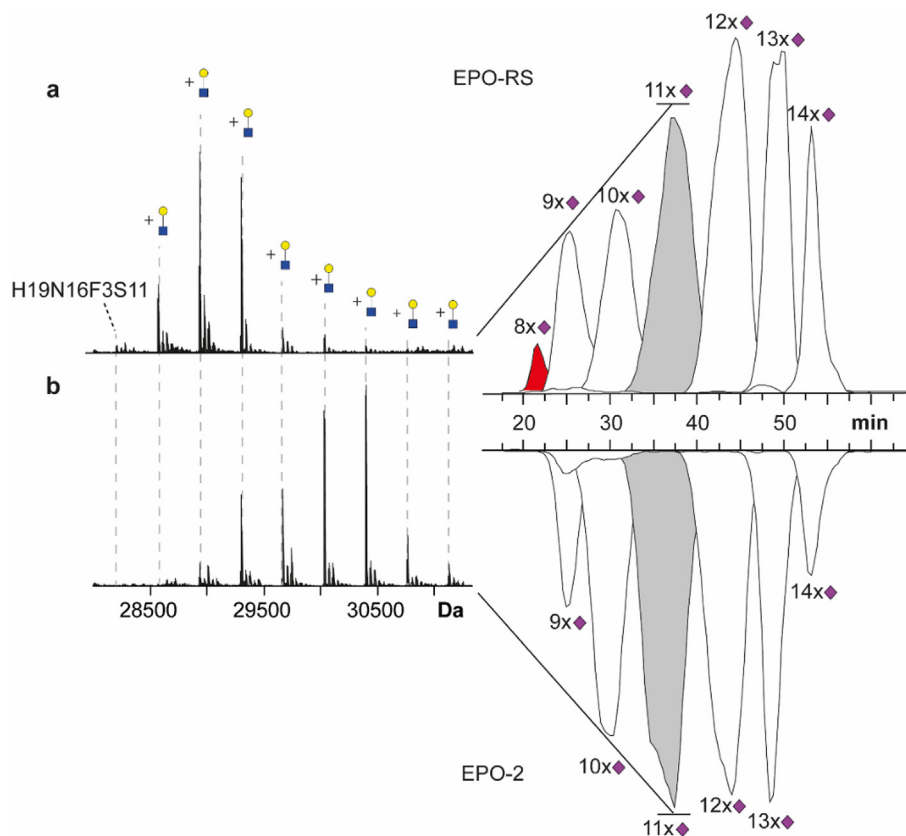 a
+
+
+
+
+
+
+
+
H19N16F3S11
b
28500 29500 30500 Da
EPO-RS
8x
9x
10x
11x
12x
13x
14x
20 30 40 50 min
9x
10x
11x
12x
13x
14x
EPO-2